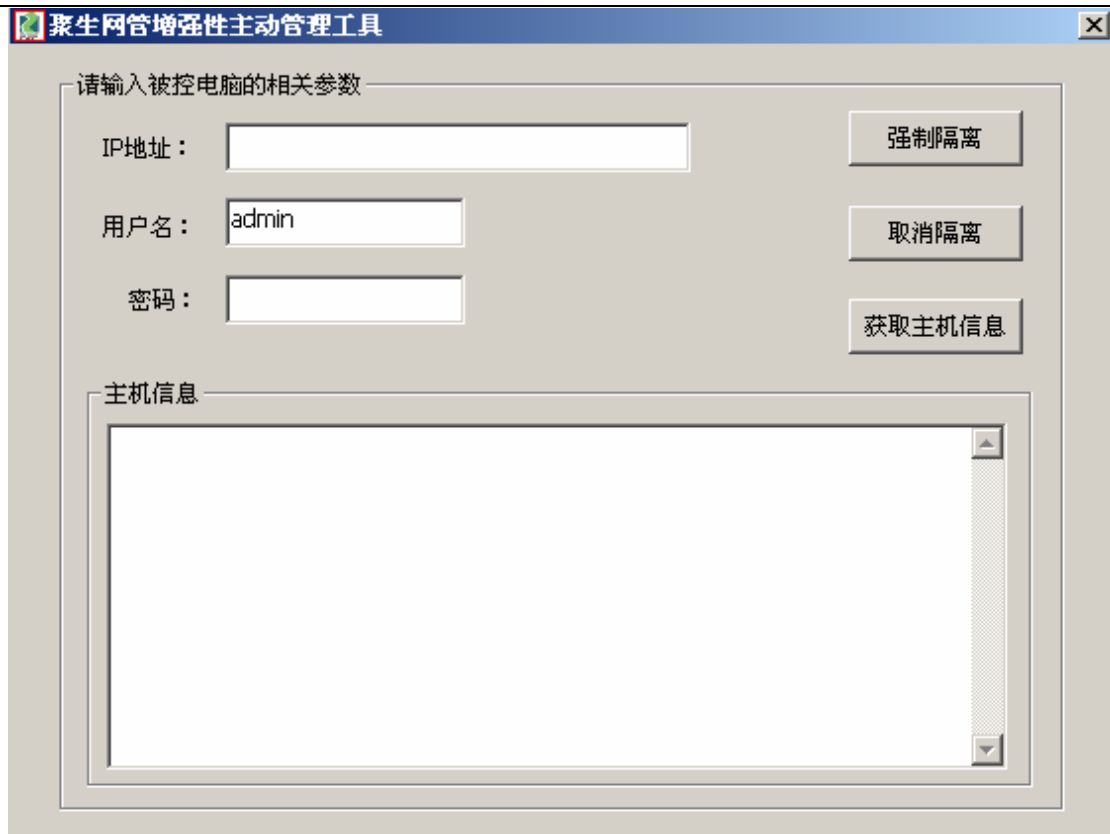 聚生网管增强性主动管理工具
请输入被控电脑的相关参数
IP地址：
强制隔离
用户名：
admin
取消隔离
密码：
获取主机信息
主机信息